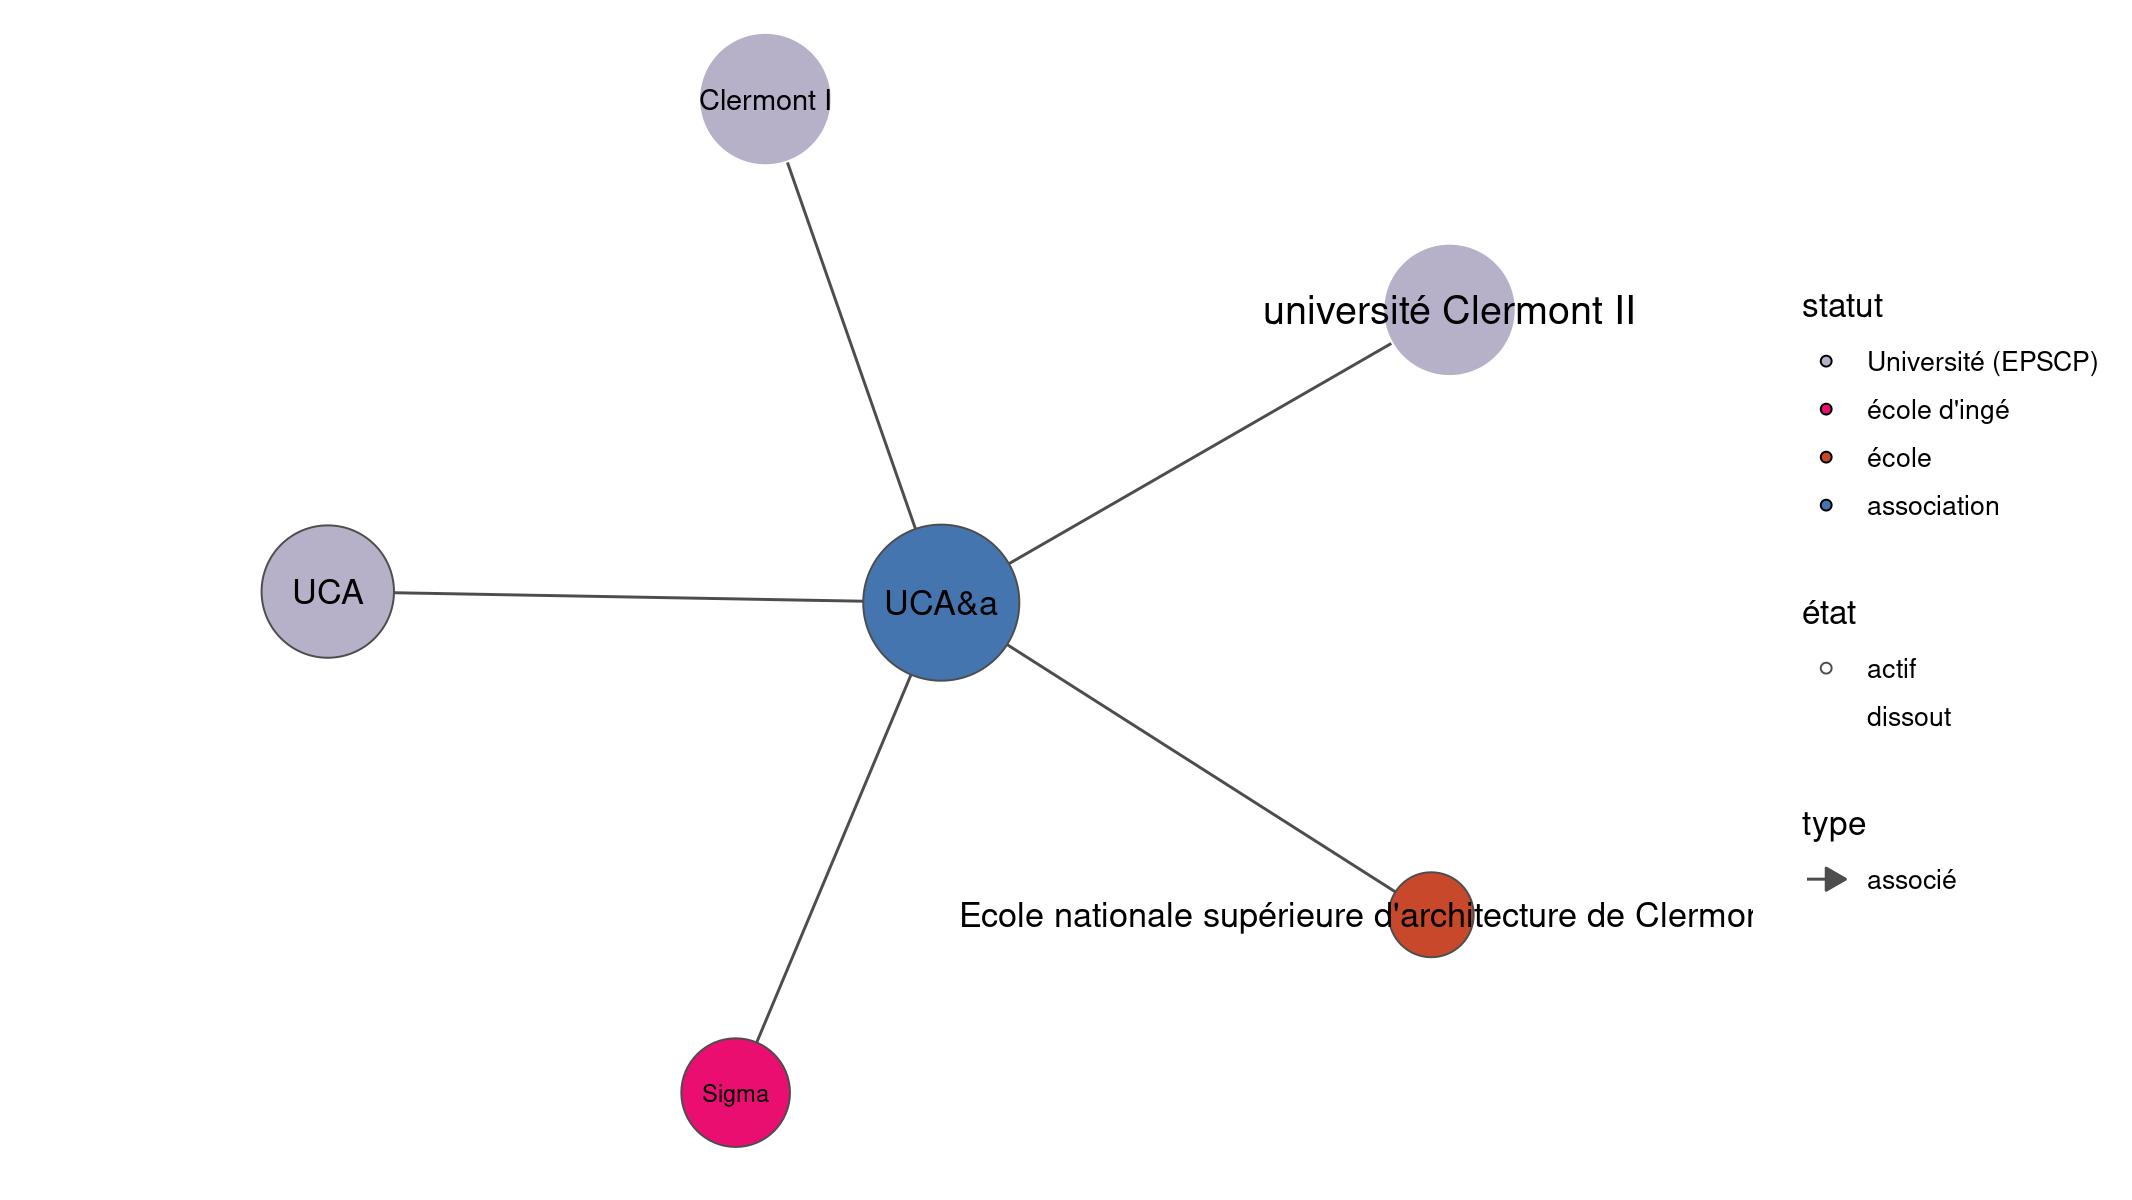 Clermont I
université Clermont II
UCA
UCA&a
Ecole nationale supérieure d'architecture de
Sigma
statut
Université (EPSCP)
école d'ingé
école
association
état
actif
dissout
type
associé